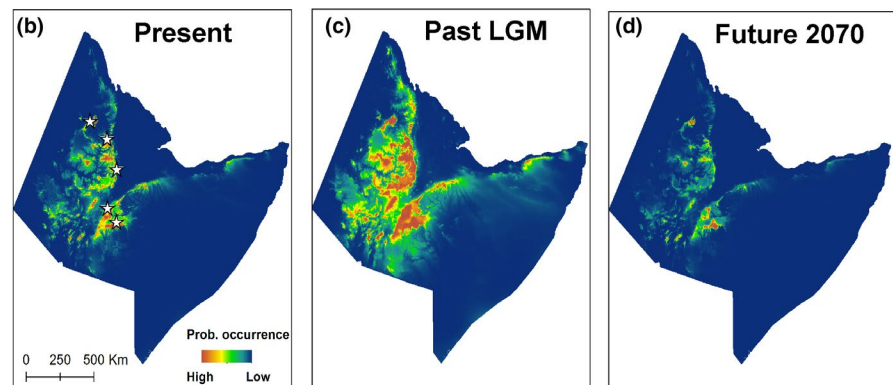 (b) Present
Prob. occurrence
0 250 500 Km
High Low
(c) Past LGM
(d) Future 2070